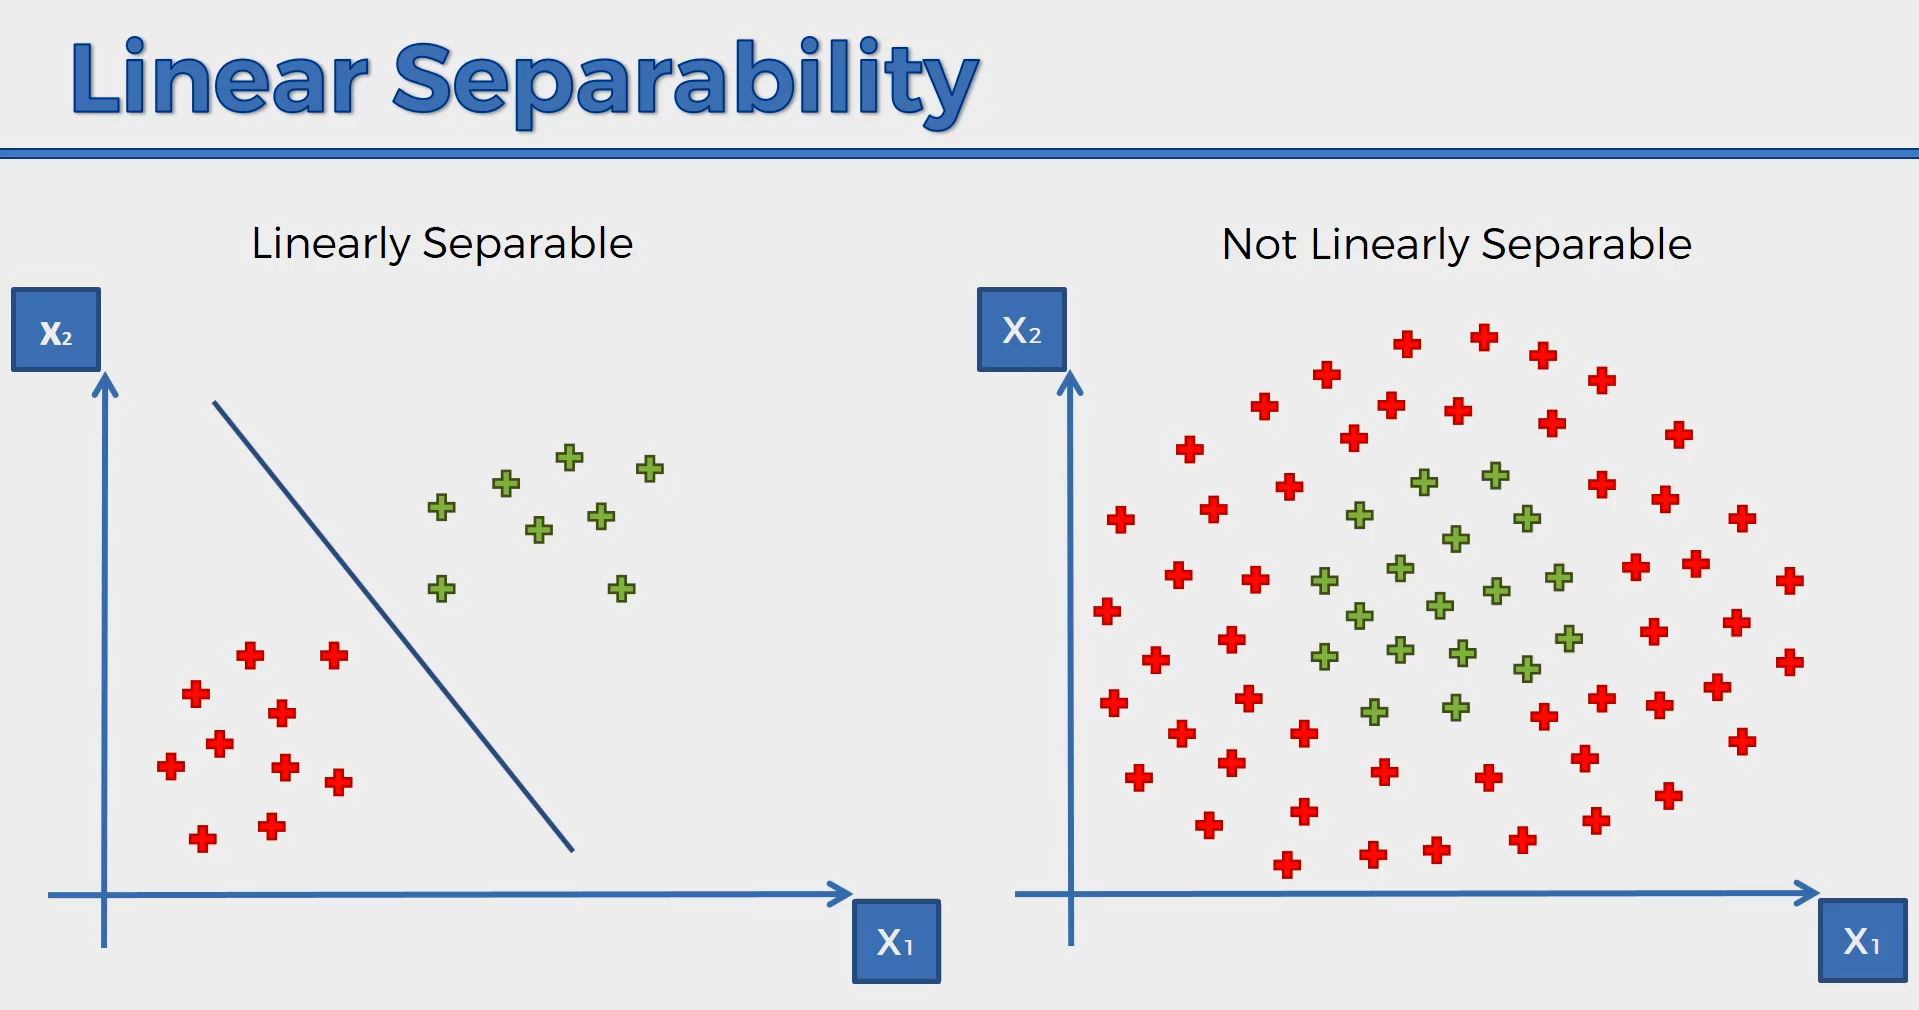 Linear Separability
Linearly Separable
Not Linearly Separable
X₂
X₂
X₁
X₁